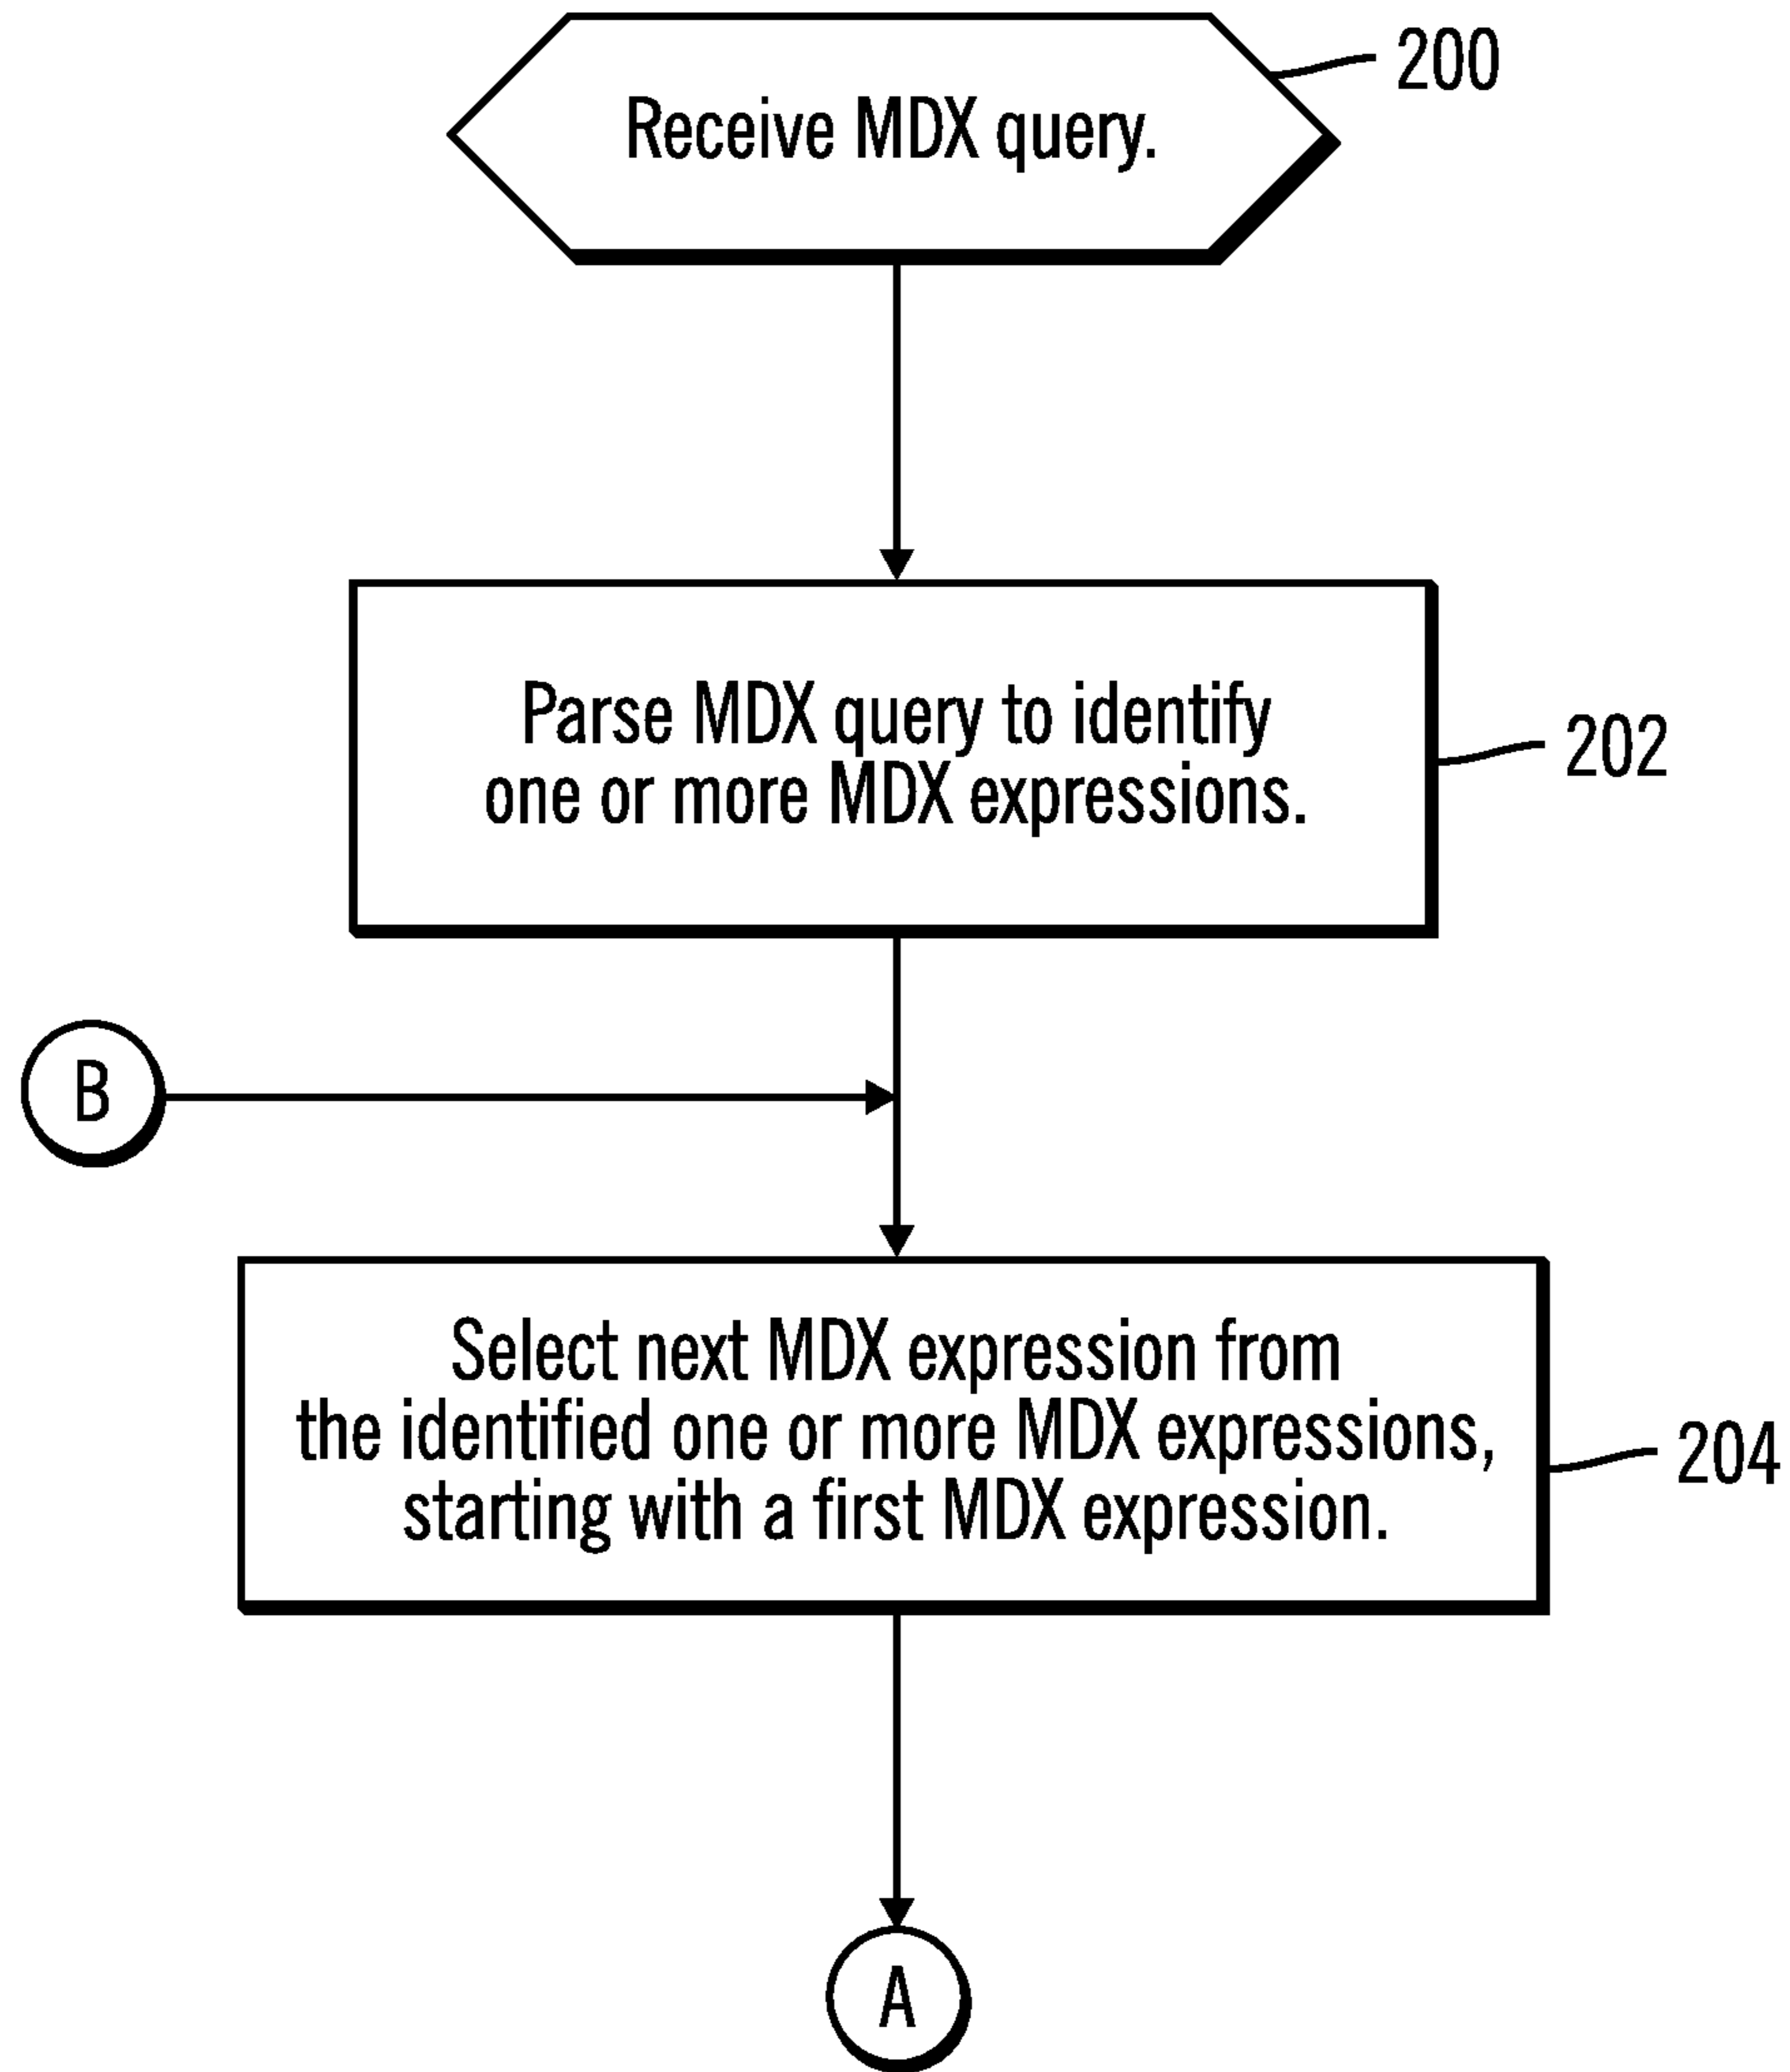 Receive MDX query.
200
Parse MDX query to identify
one or more MDX expressions.
202
B
Select next MDX expression from
the identified one or more MDX expressions,
starting with a first MDX expression.
204
A